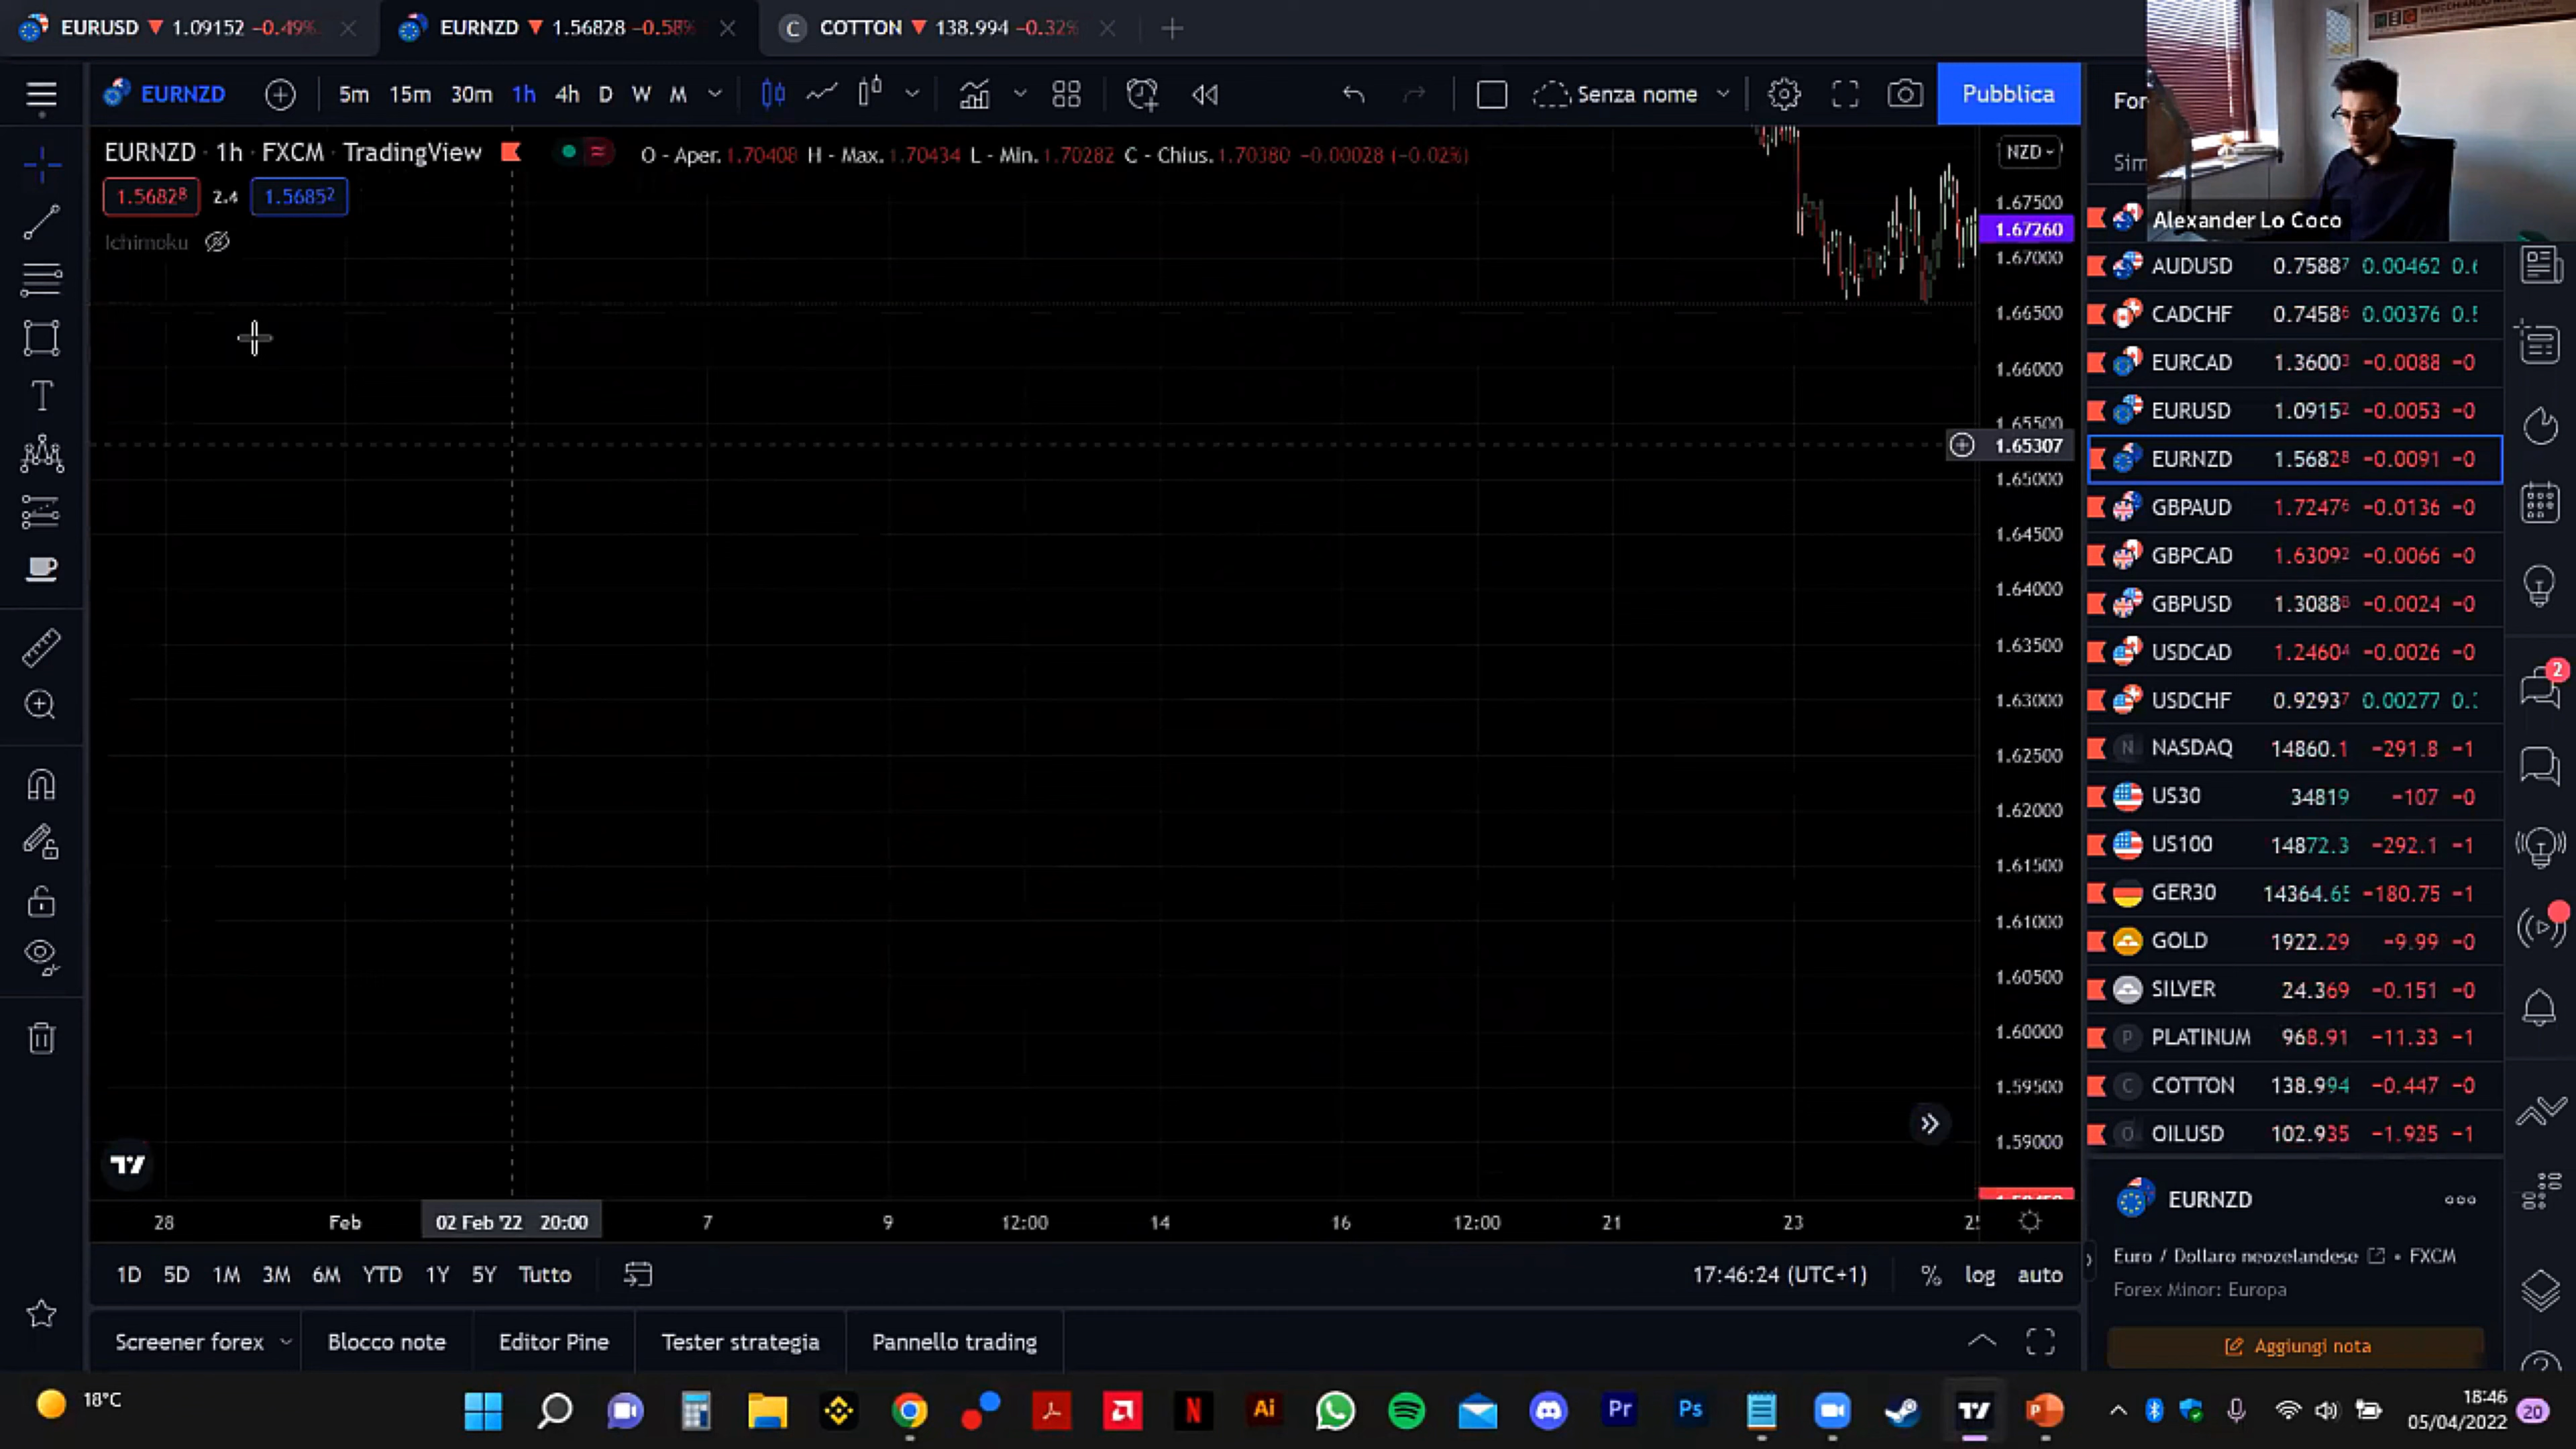 EURUSD ▼ 1.09152 -0.49%
EURNZD ▼ 1.56828 -0.58%
C COTTON ▼ 138.994 -0.32%
EURNZD 5m 15m 30m 1h 4h D W M Senza nome Pubblica
EURNZD · 1h · FXCM · TradingView O - Aper. 1.70408 H - Max. 1.70434 L - Min. 1.70282 C - Chius. 1.70380 -0.00028 (-0.02%)
1.56828 2.4 1.56852
Ichimoku
NZD
1.67500
1.67260
1.67000
1.66500
1.66000
1.65500
1.65307
1.65000
1.64500
1.64000
1.63500
1.63000
1.62500
1.62000
1.61500
1.61000
1.60500
1.60000
1.59500
1.59000
28 Feb 02 Feb '22 20:00 7 9 12:00 14 16 12:00 21 23
1D 5D 1M 3M 6M YTD 1Y 5Y Tutto 17:46:24 (UTC+1) % log auto
Screener forex Blocco note Editor Pine Tester strategia Pannello trading
For
Sim
Alexander Lo Coco
AUDUSD 0.75887 0.00462
CADCHF 0.74586 0.00376
EURCAD 1.36003 -0.0088 -0
EURUSD 1.09152 -0.0053 -0
EURNZD 1.56828 -0.0091 -0
GBPAUD 1.72476 -0.0136 -0
GBPCAD 1.63092 -0.0066 -0
GBPUSD 1.30888 -0.0024 -0
USDCAD 1.24604 -0.0026 -0
USDCHF 0.92937 0.00277
N NASDAQ 14860.1 -291.8 -1
US30 34819 -107 -0
US100 14872.3 -292.1 -1
GER30 14364.65 -180.75 -1
GOLD 1922.29 -9.99 -0
SILVER 24.369 -0.151 -0
P PLATINUM 968.91 -11.33 -1
C COTTON 138.994 -0.447 -0
O OILUSD 102.935 -1.935 -1
EURNZD
Euro / Dollaro neozelandese • FXCM
Forex Minor: Europa
Aggiungi nota
2
18°C
N Ai Pr Ps
18:46
05/04/2022
20